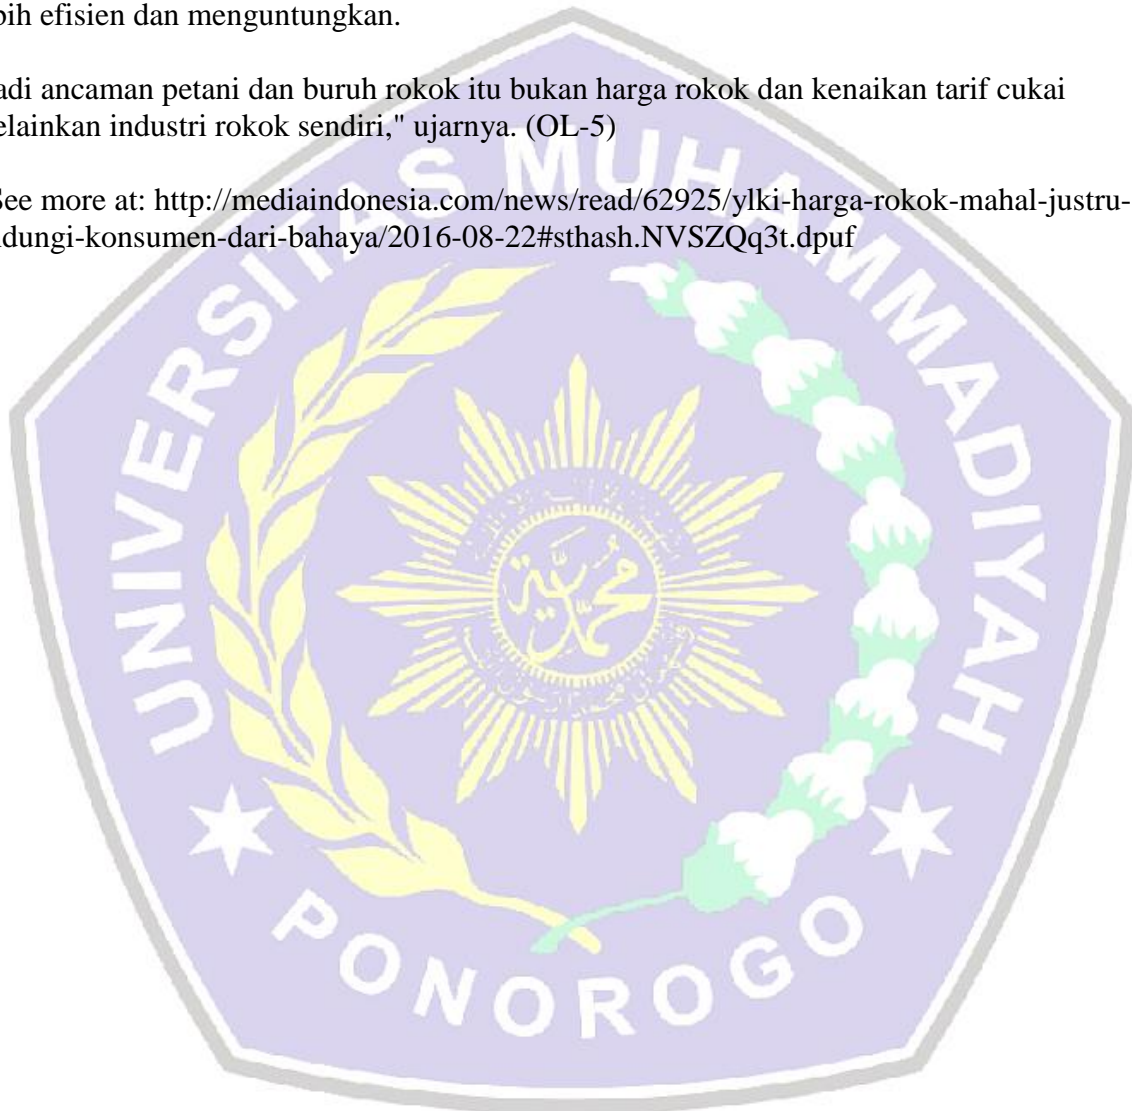 bih efisien dan menguntungkan.
adi ancaman petani dan buruh rokok itu bukan harga rokok dan kenaikan tarif cukai
elainkan industri rokok sendiri," ujarnya. (OL-5)
See more at: http://mediaindonesia.com/news/read/62925/ylki-harga-rokok-mahal-justru-
ndungi-konsumen-dari-bahaya/2016-08-22#sthash.NVSZQq3t.dpuf
UNIVERSITAS MUHAMMADIYAH
PONOROGO
محمدية